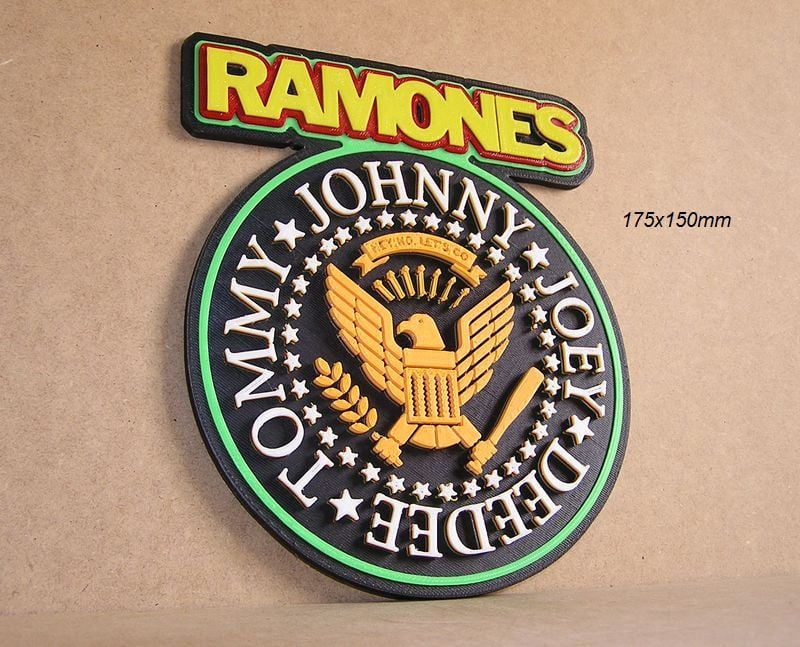 RAMONES
JOHNNY
JOEY
DEEDEE
TOMMY
HEY, HO, LET'S GO
175x150mm